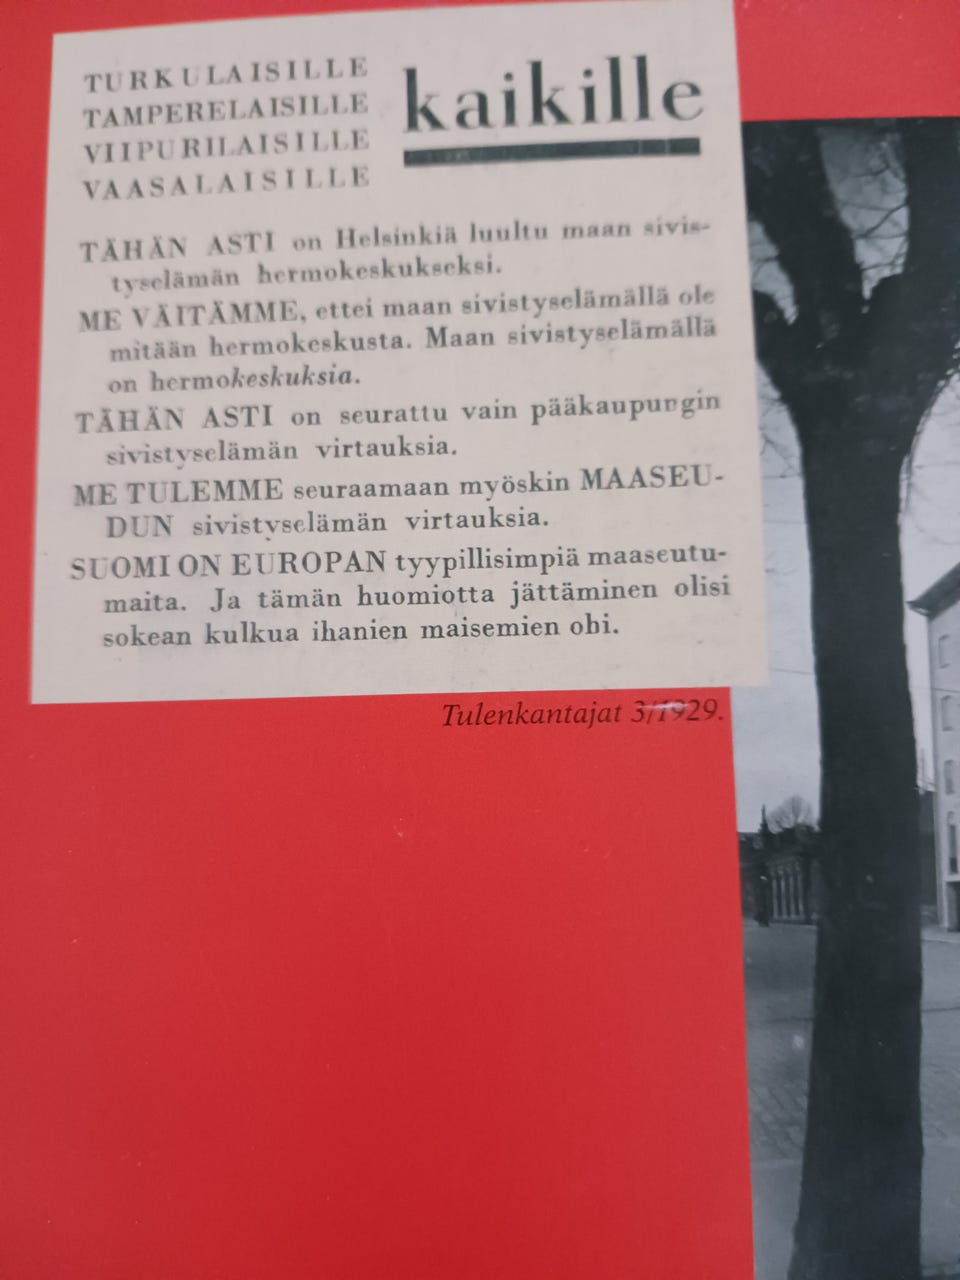 TURKULAISILLE
TAMPERELAISILLE
VIIPURILAISILLE
VAASALAISILLE
kaikille
TÄHÄN ASTI on Helsinkiä luultu maan sivis-
tyselämän hermokeskukseksi.
ME VÄITÄMME, ettei maan sivistyselämällä ole
mitään hermokeskusta. Maan sivistyselämällä
on hermokeskuksia.
TÄHÄN ASTI on seurattu vain pääkaupungin
sivistyselämän virtauksia.
ME TULEMME seuraamaan myöskin MAASEU-
DUN sivistyselämän virtauksia.
SUOMI ON EUROPAN tyypillisimpiä maaseutu-
maita. Ja tämän huomiotta jättäminen olisi
sokean kulkua ihanien maisemien ohi.
Tulenkantajat 3/1929.